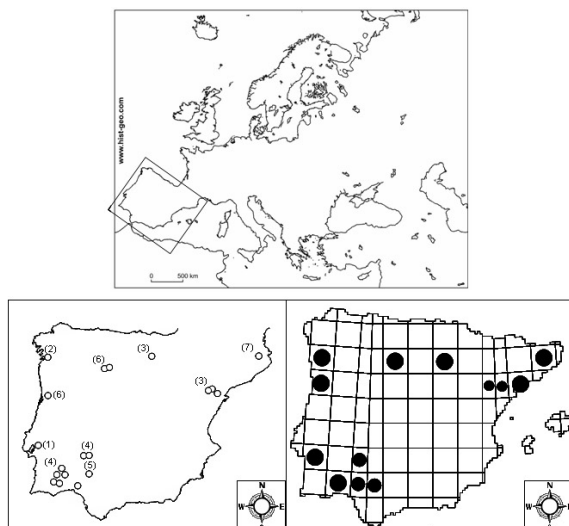 www.hist-geo.com
0 500 km
(2)
(3)
(7)
(6)
(3)
(6)
(1)
(4)
(4)
(5)
N
W E
S
N
W E
S